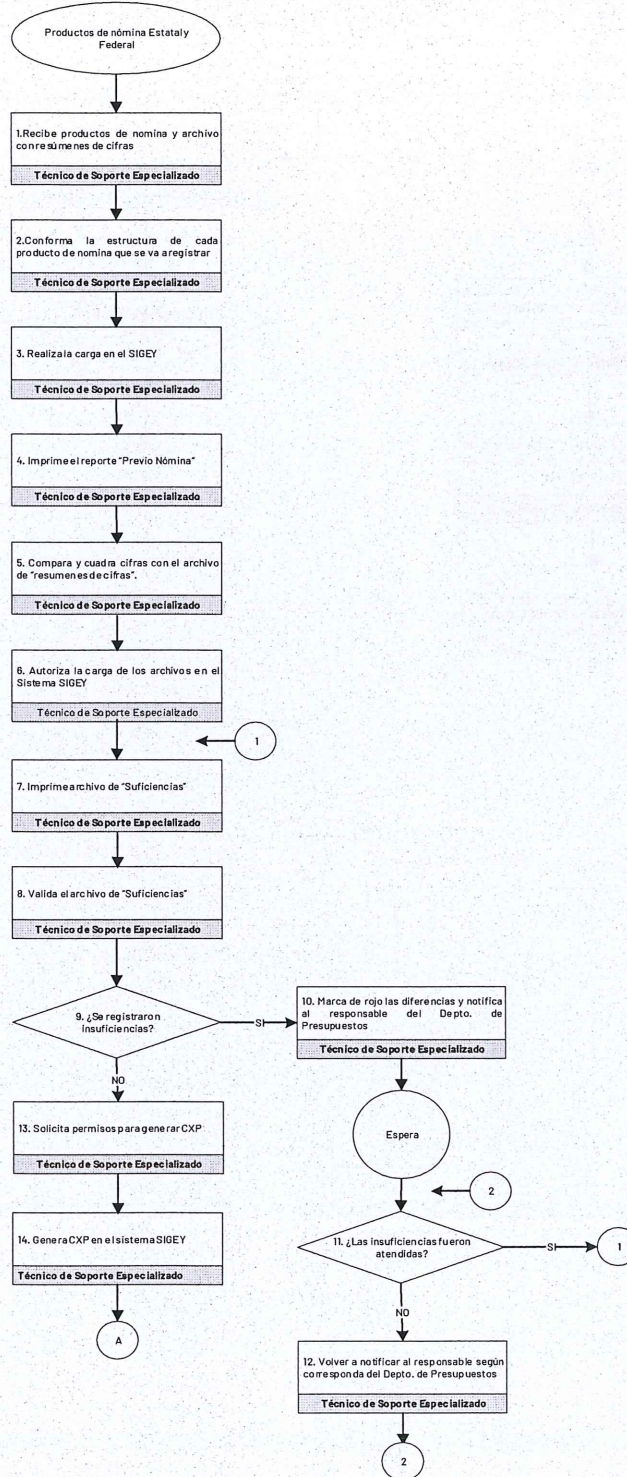 Productos de nómina Estatal y
Federal
1.Recibe productos de nomina y archivo
con resúmenes de cifras
Técnico de Soporte Especializado
2.Conforma la estructura de cada
producto de nomina que se va a registrar
Técnico de Soporte Especializado
3. Realiza la carga en el SIGEY
Técnico de Soporte Especializado
4. Imprime el reporte "Previo Nómina"
Técnico de Soporte Especializado
5. Compara y cuadra cifras con el archivo
de "resumenes de cifras".
Técnico de Soporte Especializado
6. Autoriza la carga de los archivos en el
Sistema SIGEY
Técnico de Soporte Especializado
1
7. Imprime archivo de "Suficiencias"
Técnico de Soporte Especializado
8. Valida el archivo de "Suficiencias"
Técnico de Soporte Especializado
9. ¿Se registraron
insuficiencias?
SI
10. Marca de rojo las diferencias y notifica
al responsable del Depto. de
Presupuestos
Técnico de Soporte Especializado
NO
13. Solicita permisos para generar CXP
Técnico de Soporte Especializado
Espera
2
14. Genera CXP en el sistema SIGEY
Técnico de Soporte Especializado
A
11. ¿Las insuficiencias fueron
atendidas?
SI
1
NO
12. Volver a notificar al responsable según
corresponda del Depto. de Presupuestos
Técnico de Soporte Especializado
2